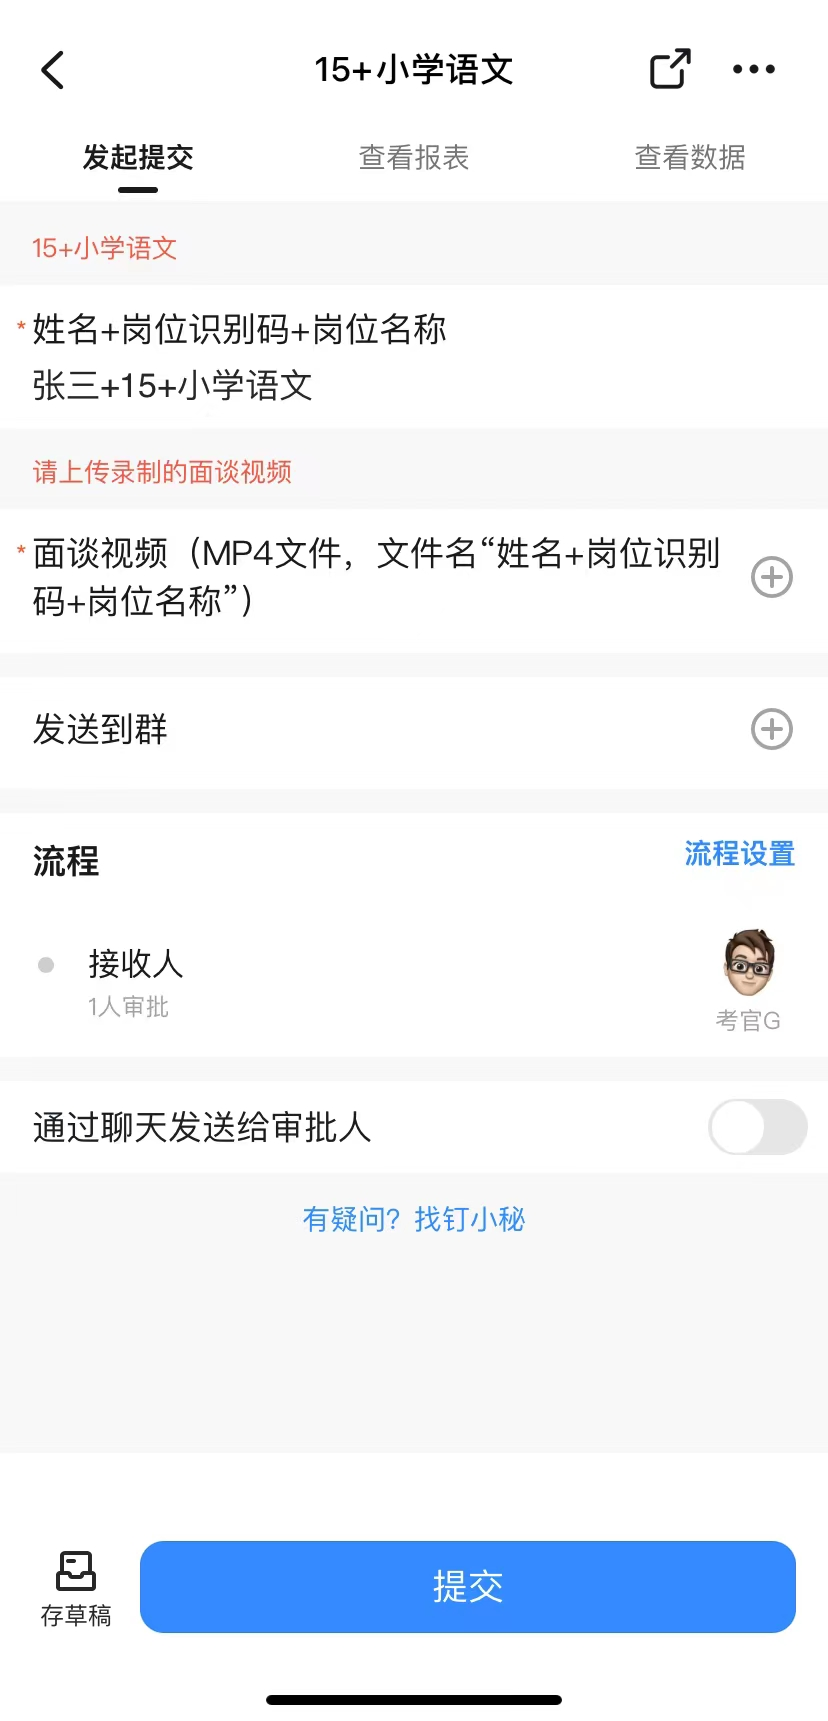 15+小学语文
发起提交
查看报表
查看数据
15+小学语文
*姓名+岗位识别码+岗位名称
张三+15+小学语文
请上传录制的面谈视频
*面谈视频（MP4文件，文件名“姓名+岗位识别
码+岗位名称”）
发送到群
流程
流程设置
接收人
1人审批
考官G
通过聊天发送给审批人
有疑问？找钉小秘
存草稿
提交